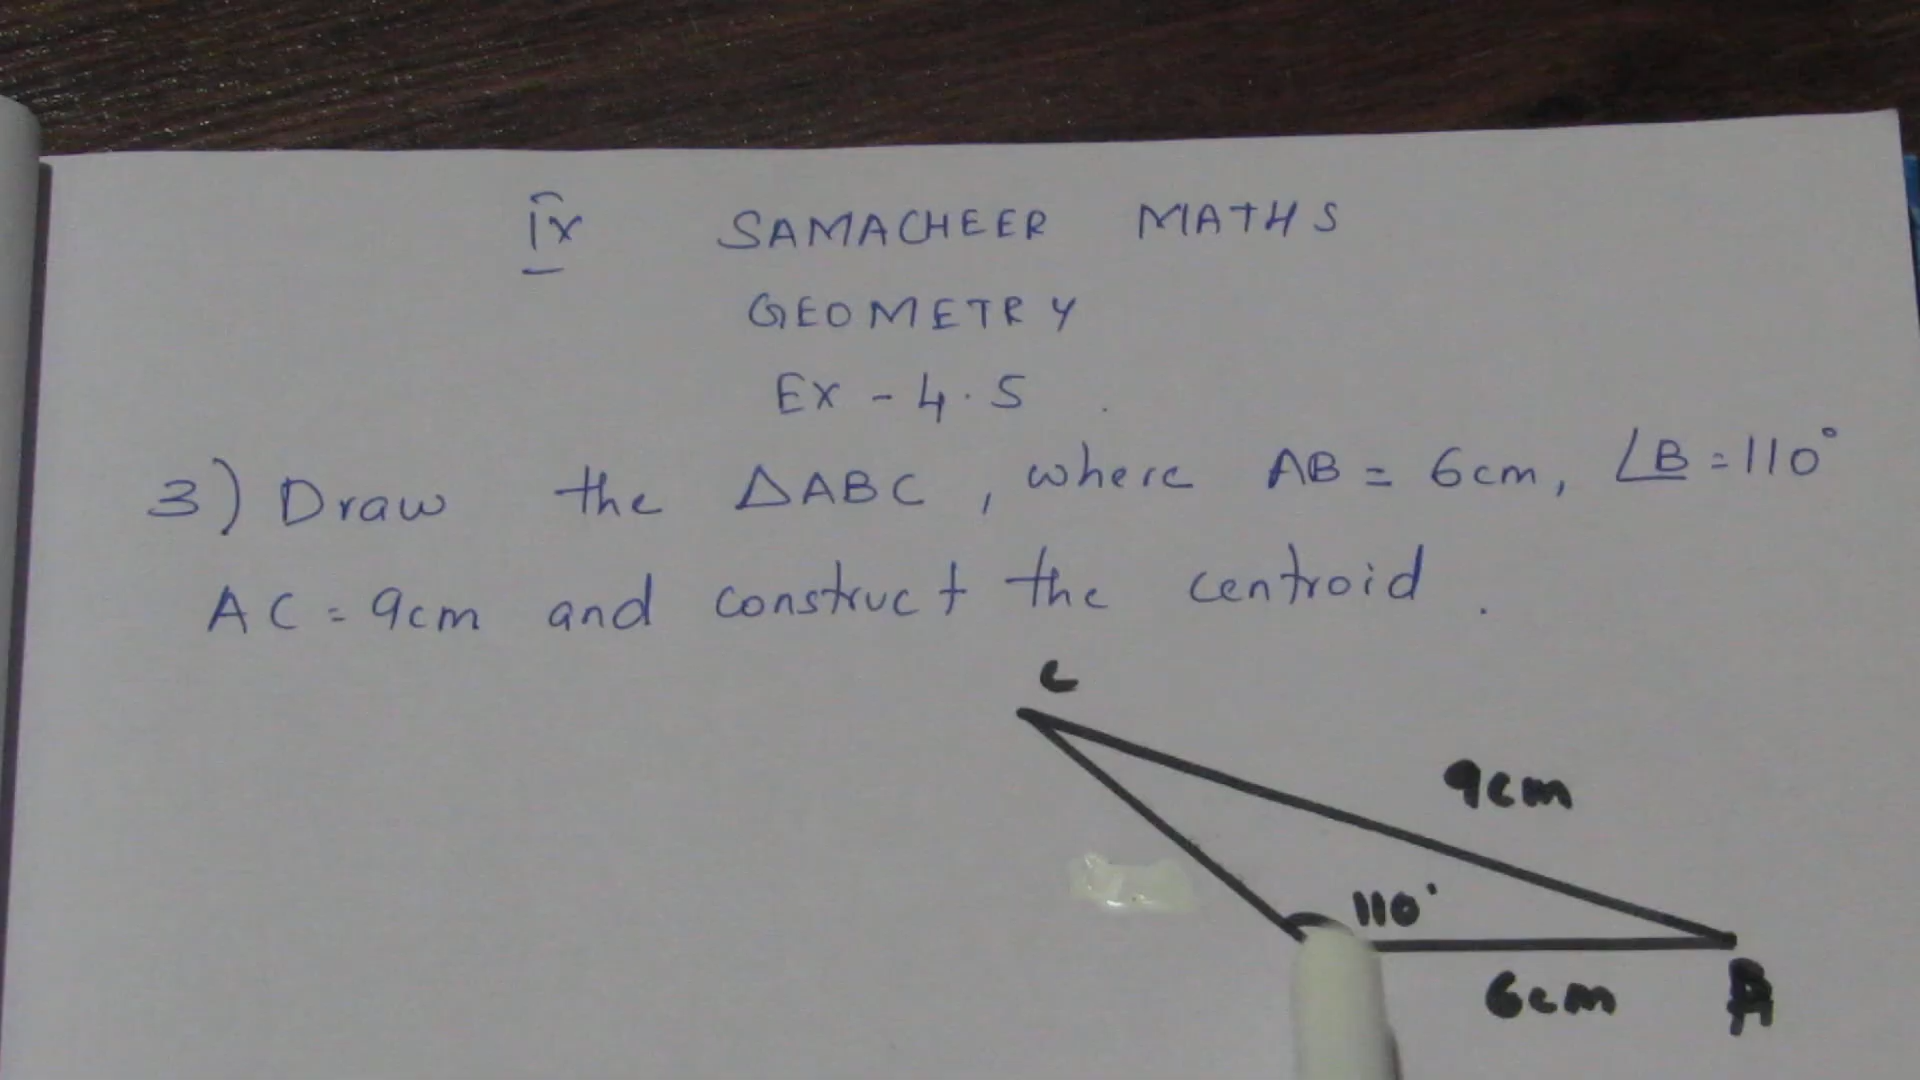 IX SAMACHEER MATHS
GEOMETRY
EX - 4.5
3) Draw the ΔABC, where AB = 6cm, ∠B = 110°
AC = 9cm and construct the centroid.
C
9cm
110°
6cm
A